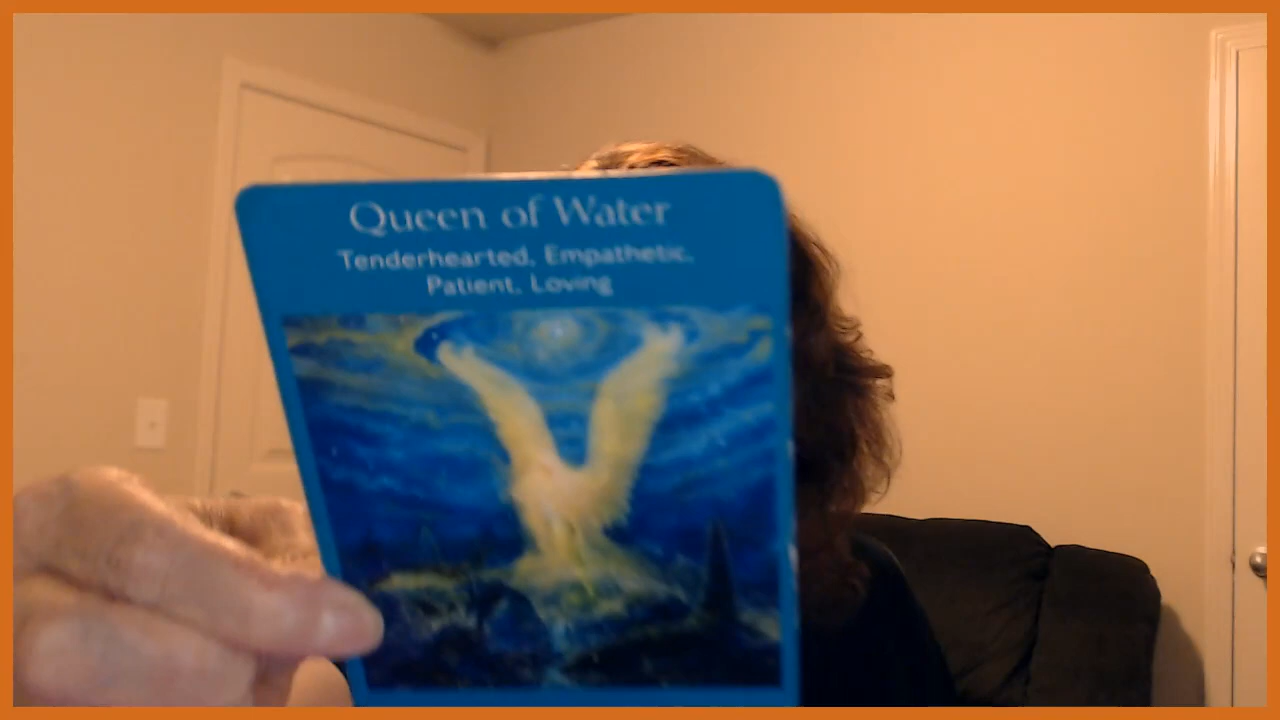 Queen of Water
Tenderhearted, Empathetic,
Patient, Loving